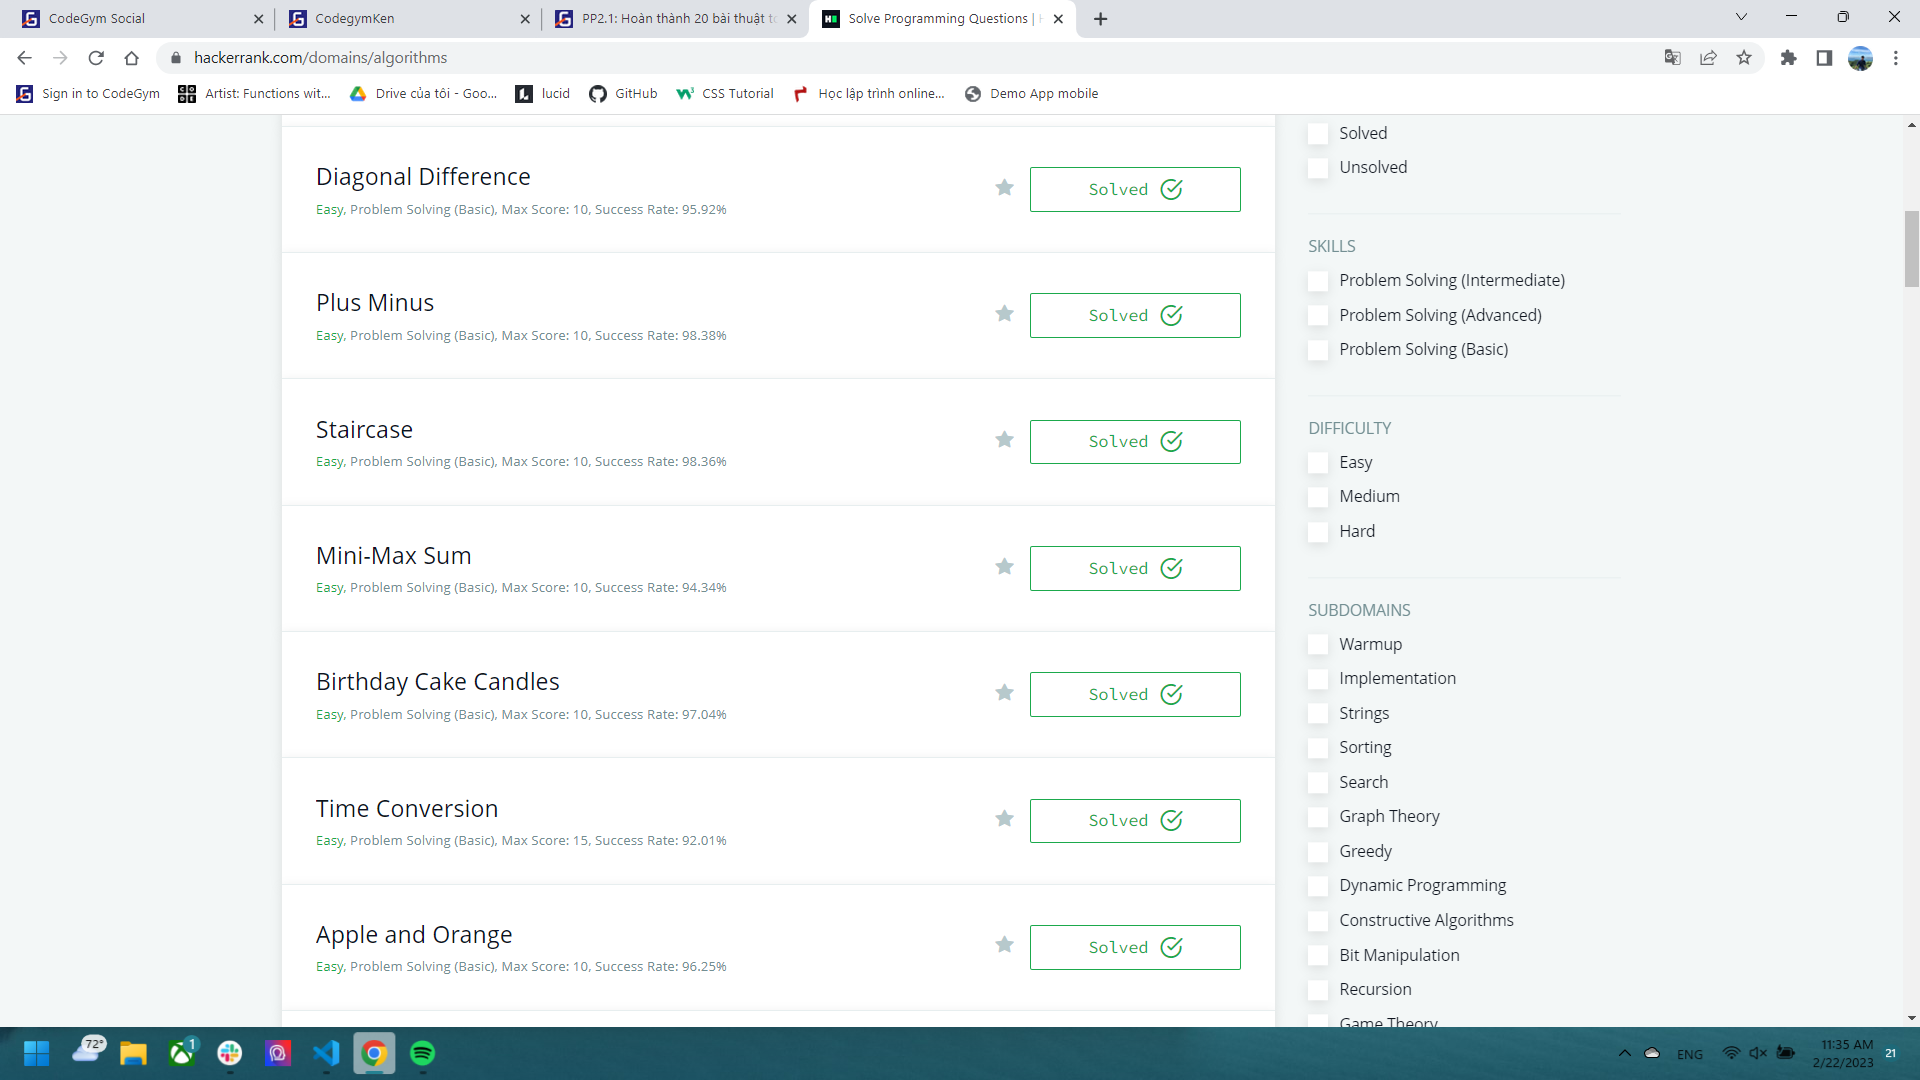 CodeGym Social
CodegymKen
PP2.1: Hoàn thành 20 bài thuật tc
Solve Programming Questions | H
hackerrank.com/domains/algorithms
Sign in to CodeGym
Artist: Functions wit...
Drive của tôi - Goo...
lucid
GitHub
CSS Tutorial
Học lập trình online...
Demo App mobile
Diagonal Difference
Easy, Problem Solving (Basic), Max Score: 10, Success Rate: 95.92%
Solved
Plus Minus
Easy, Problem Solving (Basic), Max Score: 10, Success Rate: 98.38%
Solved
Staircase
Easy, Problem Solving (Basic), Max Score: 10, Success Rate: 98.36%
Solved
Mini-Max Sum
Easy, Problem Solving (Basic), Max Score: 10, Success Rate: 94.34%
Solved
Birthday Cake Candles
Easy, Problem Solving (Basic), Max Score: 10, Success Rate: 97.04%
Solved
Time Conversion
Easy, Problem Solving (Basic), Max Score: 15, Success Rate: 92.01%
Solved
Apple and Orange
Easy, Problem Solving (Basic), Max Score: 10, Success Rate: 96.25%
Solved
Solved
Unsolved
SKILLS
Problem Solving (Intermediate)
Problem Solving (Advanced)
Problem Solving (Basic)
DIFFICULTY
Easy
Medium
Hard
SUBDOMAINS
Warmup
Implementation
Strings
Sorting
Search
Graph Theory
Greedy
Dynamic Programming
Constructive Algorithms
Bit Manipulation
Recursion
Game Theory
72°
1
ENG
11:35 AM
2/22/2023
21